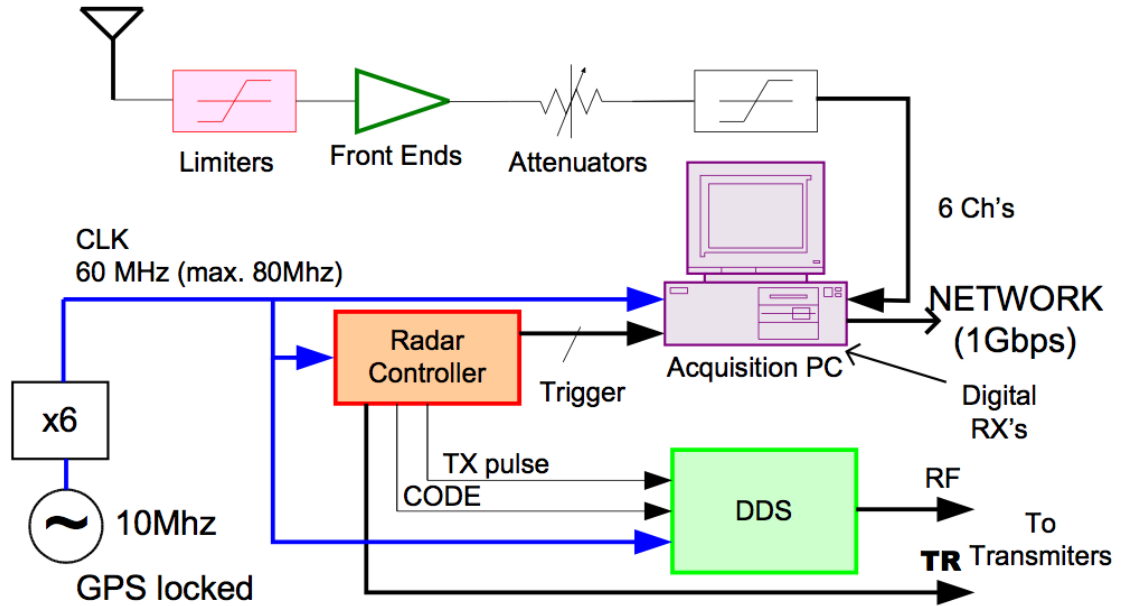 Limiters
Front Ends
Attenuators
6 Ch's
CLK
60 MHz (max. 80Mhz)
NETWORK
(1Gbps)
Radar
Controller
Trigger
Acquisition PC
Digital
RX's
x6
TX pulse
CODE
DDS
RF
~
10Mhz
To
Transmiters
TR
GPS locked